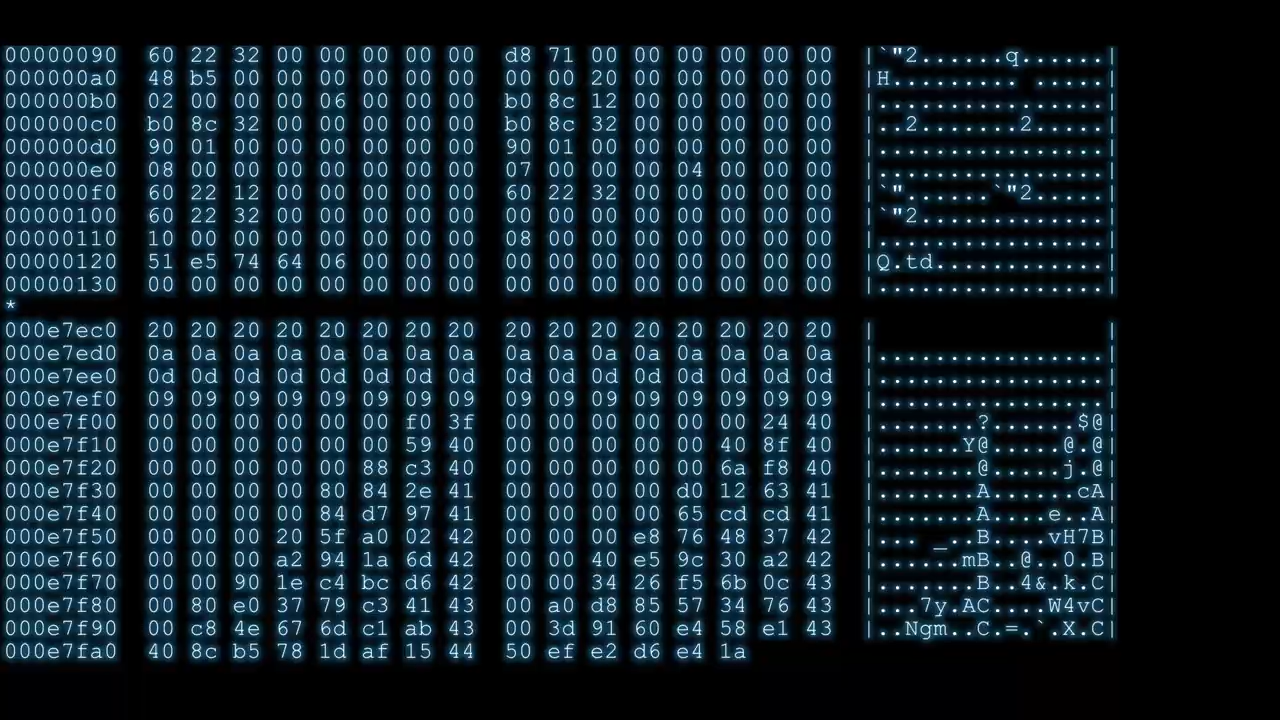 00000090  60 22 32 00 00 00 00 00  d8 71 00 00 00 00 00 00  |`"2......q......|
000000a0  48 b5 00 00 00 00 00 00  00 00 20 00 00 00 00 00  |H......... .....|
000000b0  02 00 00 00 06 00 00 00  b0 8c 12 00 00 00 00 00  |................|
000000c0  b0 8c 32 00 00 00 00 00  b0 8c 32 00 00 00 00 00  |..2.......2.....|
000000d0  90 01 00 00 00 00 00 00  90 01 00 00 00 00 00 00  |................|
000000e0  08 00 00 00 00 00 00 00  07 00 00 00 04 00 00 00  |................|
000000f0  60 22 12 00 00 00 00 00  60 22 32 00 00 00 00 00  |`"......`"2.....|
00000100  60 22 32 00 00 00 00 00  00 00 00 00 00 00 00 00  |`"2.............|
00000110  10 00 00 00 00 00 00 00  08 00 00 00 00 00 00 00  |................|
00000120  51 e5 74 64 06 00 00 00  00 00 00 00 00 00 00 00  |Q.td............|
00000130  00 00 00 00 00 00 00 00  00 00 00 00 00 00 00 00  |................|
*
000e7ec0  20 20 20 20 20 20 20 20  20 20 20 20 20 20 20 20  |                |
000e7ed0  0a 0a 0a 0a 0a 0a 0a 0a  0a 0a 0a 0a 0a 0a 0a 0a  |................|
000e7ee0  0d 0d 0d 0d 0d 0d 0d 0d  0d 0d 0d 0d 0d 0d 0d 0d  |................|
000e7ef0  09 09 09 09 09 09 09 09  09 09 09 09 09 09 09 09  |................|
000e7f00  00 00 00 00 00 00 f0 3f  00 00 00 00 00 00 24 40  |.......?......$@|
000e7f10  00 00 00 00 00 00 59 40  00 00 00 00 00 40 8f 40  |......Y@.....@.@|
000e7f20  00 00 00 00 00 88 c3 40  00 00 00 00 00 6a f8 40  |.......@.....j.@|
000e7f30  00 00 00 00 80 84 2e 41  00 00 00 00 d0 12 63 41  |.......A......cA|
000e7f40  00 00 00 00 84 d7 97 41  00 00 00 00 65 cd cd 41  |.......A....e..A|
000e7f50  00 00 00 20 5f a0 02 42  00 00 00 e8 76 48 37 42  |... _..B....vH7B|
000e7f60  00 00 00 a2 94 1a 6d 42  00 00 40 e5 9c 30 a2 42  |......mB..@..0.B|
000e7f70  00 00 90 1e c4 bc d6 42  00 00 34 26 f5 6b 0c 43  |.......B..4&.k.C|
000e7f80  00 80 e0 37 79 c3 41 43  00 a0 d8 85 57 34 76 43  |...7y.AC....W4vC|
000e7f90  00 c8 4e 67 6d c1 ab 43  00 3d 91 60 e4 58 e1 43  |..Ngm..C.=.`.X.C|
000e7fa0  40 8c b5 78 1d af 15 44  50 ef e2 d6 e4 1a